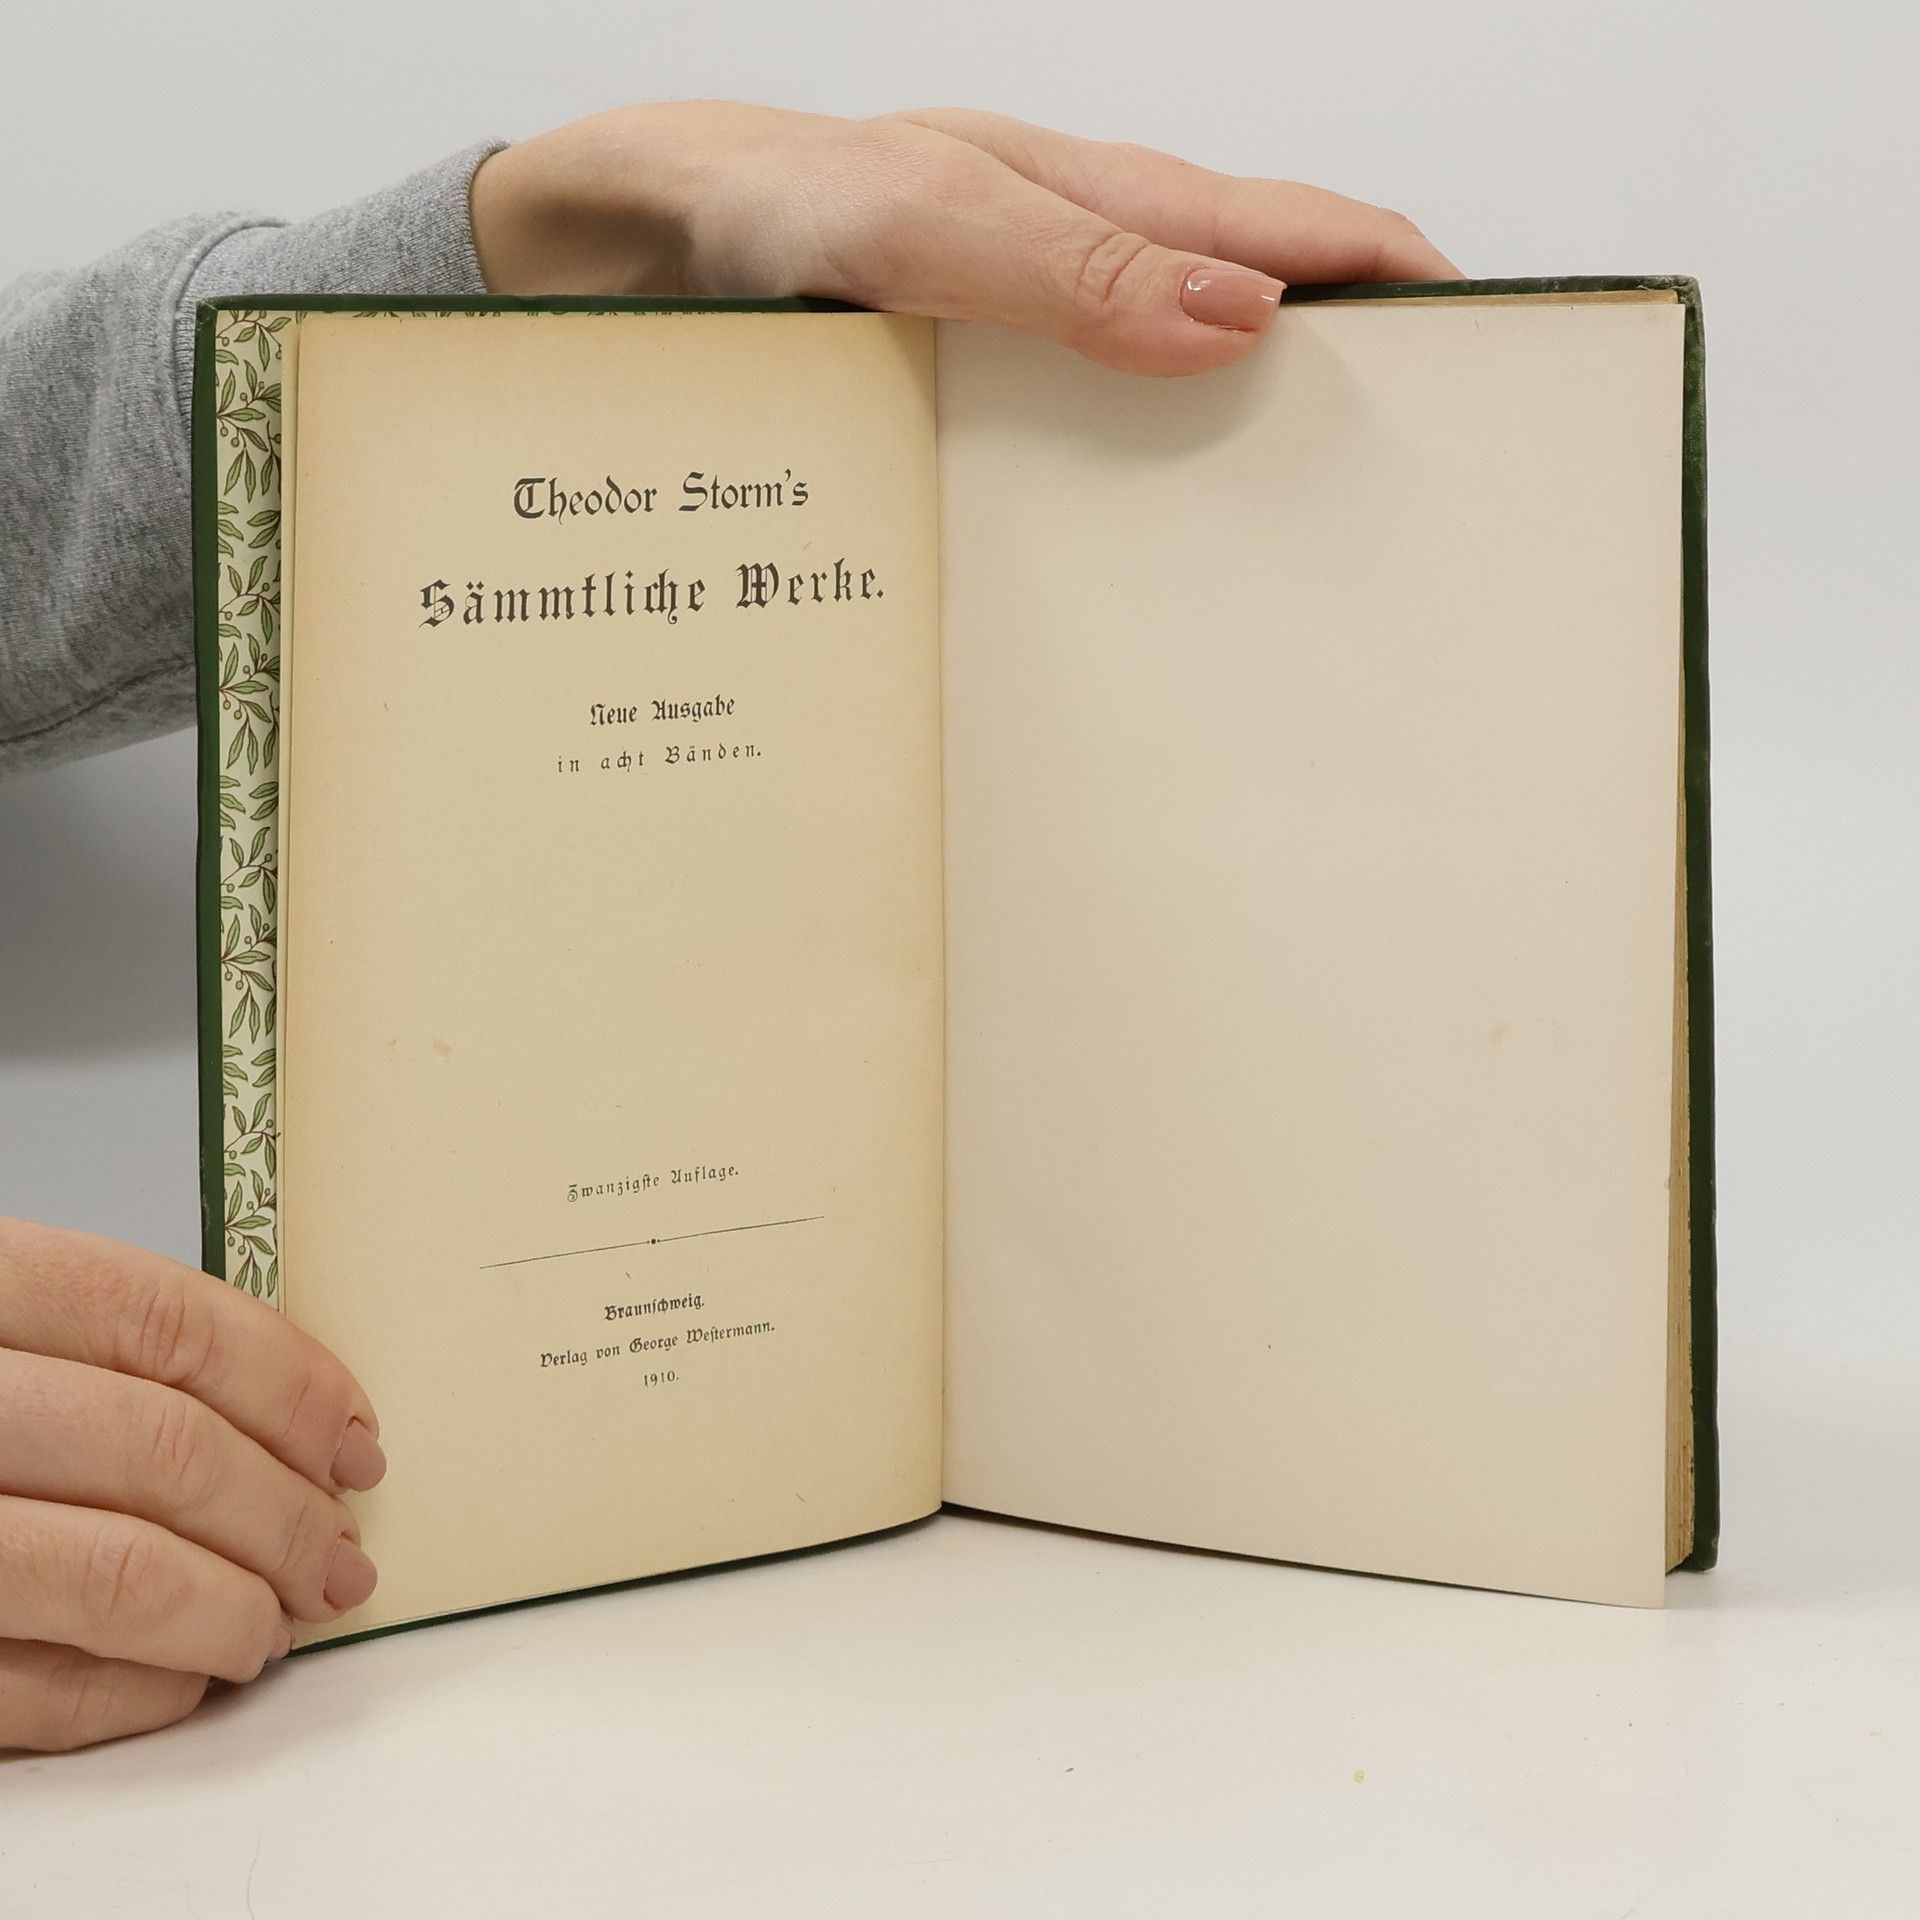 Theodor Storm's
Sämmtliche Werke.
Neue Ausgabe
in acht Bänden.
Zwanzigſte Auflage.
Braunſchweig.
Verlag von George Weſtermann.
1910.